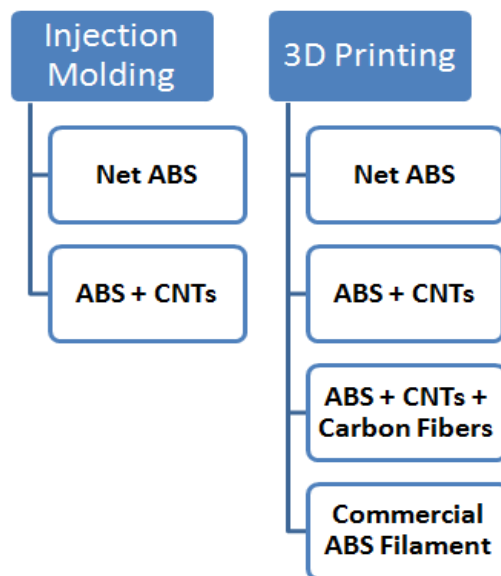 Injection
Molding
Net ABS
ABS + CNTs
3D Printing
Net ABS
ABS + CNTs
ABS + CNTs +
Carbon Fibers
Commercial
ABS Filament